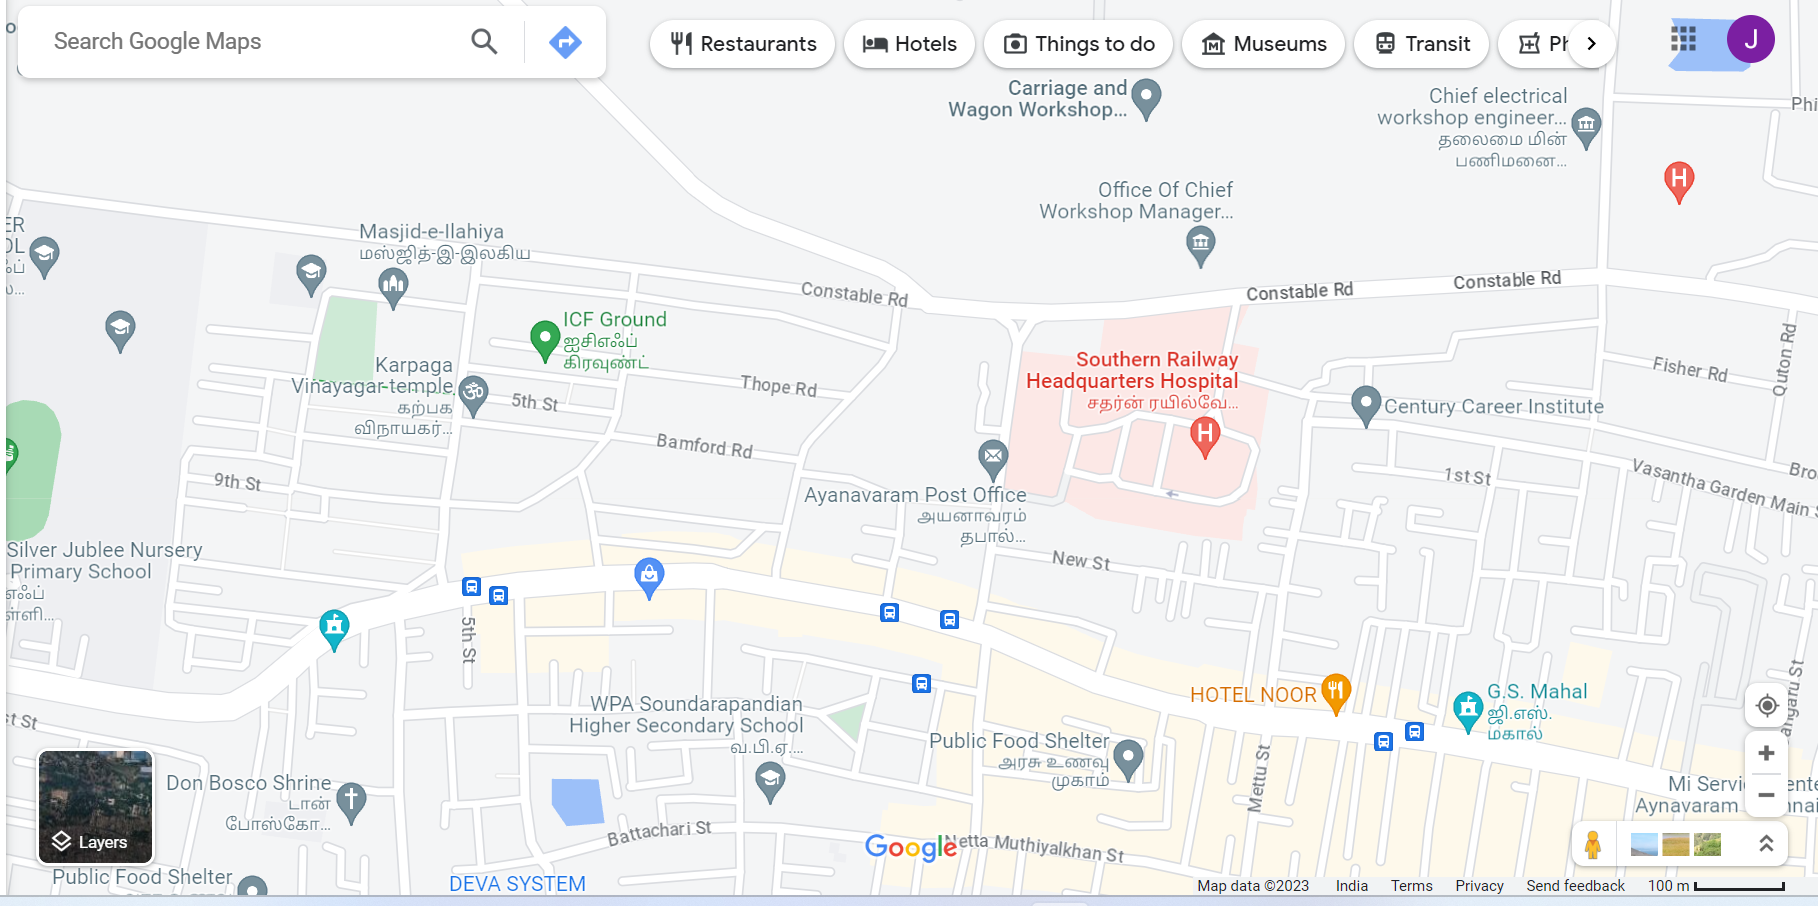 Search Google Maps
Restaurants
Hotels
Things to do
Museums
Transit
J
Carriage and
Wagon Workshop...
Chief electrical
workshop engineer...
தலைமை மின்
பணிமனை...
Phi
H
Office Of Chief
Workshop Manager...
ER
OL
Masjid-e-Ilahiya
மஸ்ஜித்-இ-இலகிய
Constable Rd
Constable Rd
Constable Rd
ICF Ground
ஐசிஎஃப்
கிரவுண்ட்
Karpaga
Vinayagar temple
கற்பக
விநாயகர்...
5th St
Thope Rd
Southern Railway
Headquarters Hospital
சதர்ன் ரயில்வே...
H
Fisher Rd
Quton Rd
Century Career Institute
Bamford Rd
9th St
1st St
Vasantha Garden Main S
Bro
Ayanavaram Post Office
அயனாவரம்
தபால்...
New St
Silver Jublee Nursery
Primary School
எஃப்
ள்ளி...
5th St
HOTEL NOOR
G.S. Mahal
ஜி.எஸ்.
மகால்
angaru St
st St
WPA Soundarapandian
Higher Secondary School
வ.பி.ஏ....
Public Food Shelter
அரசு உணவு
முகாம்
Mettu St
Don Bosco Shrine
டான்
போஸ்கோ...
Mi Servi
ente
Aynavaram
nnai
Layers
Battachari St
Google
Netta Muthiyalkhan St
Public Food Shelter
DEVA SYSTEM
Map data ©2023
India
Terms
Privacy
Send feedback
100 m